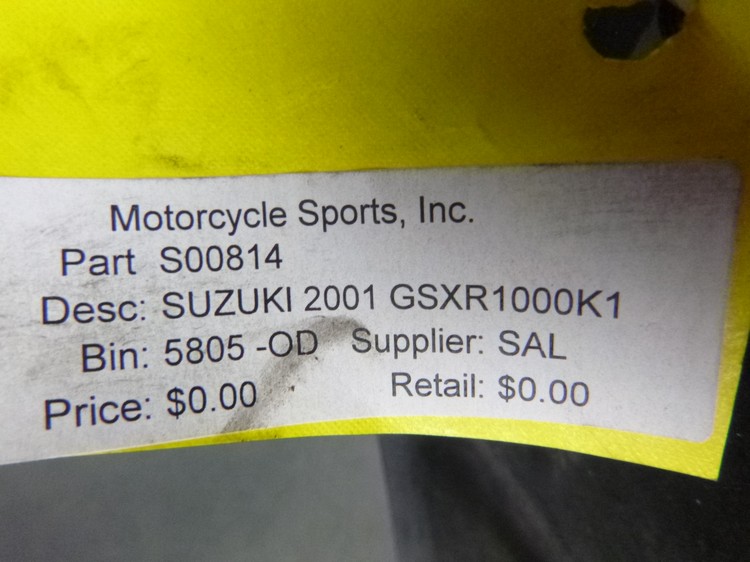 Motorcycle Sports, Inc.
Part S00814
Desc: SUZUKI 2001 GSXR1000K1
Bin: 5805 -OD Supplier: SAL
Price: $0.00 Retail: $0.00